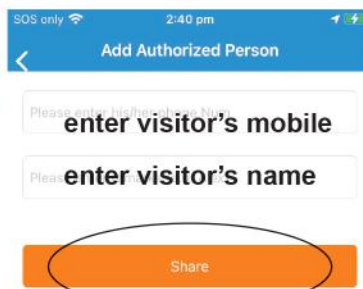 SOS only 2:40 pm
Add Authorized Person
Please enter his/her phone Num
enter visitor's mobile
enter visitor's name
Share